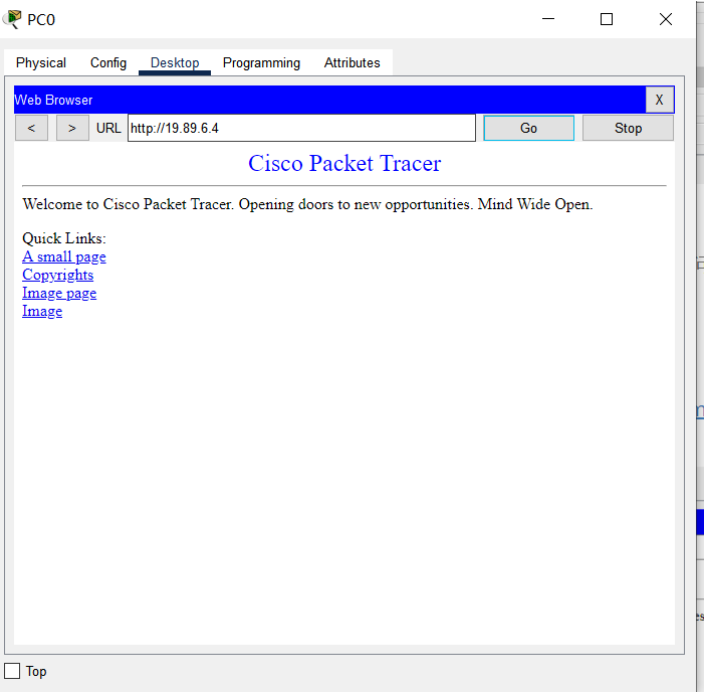 PC0
Physical Config Desktop Programming Attributes
Web Browser X
< > URL http://19.89.6.4 Go Stop
Cisco Packet Tracer
Welcome to Cisco Packet Tracer. Opening doors to new opportunities. Mind Wide Open.
Quick Links:
A small page
Copyrights
Image page
Image
Top